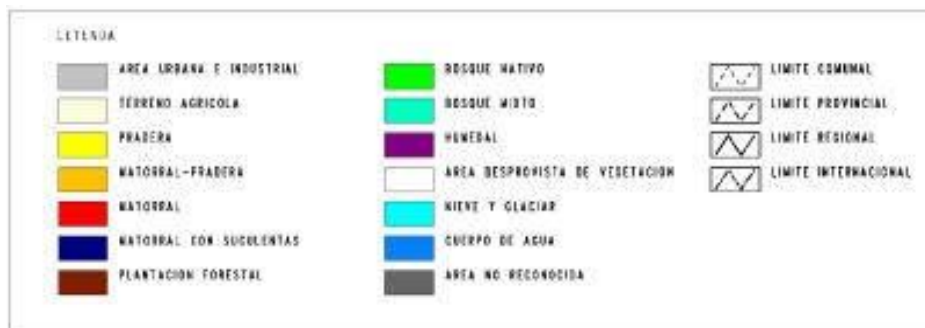 LEYENDA
AREA URBANA E INDUSTRIAL
TERRENO AGRICOLA
PRADERA
MATORRAL-PRADERA
MATORRAL
MATORRAL CON SUCULENTAS
PLANTACION FORESTAL
BOSQUE NATIVO
BOSQUE MIXTO
HUMEDAL
AREA DESPROVISTA DE VEGETACION
NIEVE Y GLACIAR
CUERPO DE AGUA
AREA NO RECONOCIDA
LIMITE COMUNAL
LIMITE PROVINCIAL
LIMITE REGIONAL
LIMITE INTERNACIONAL